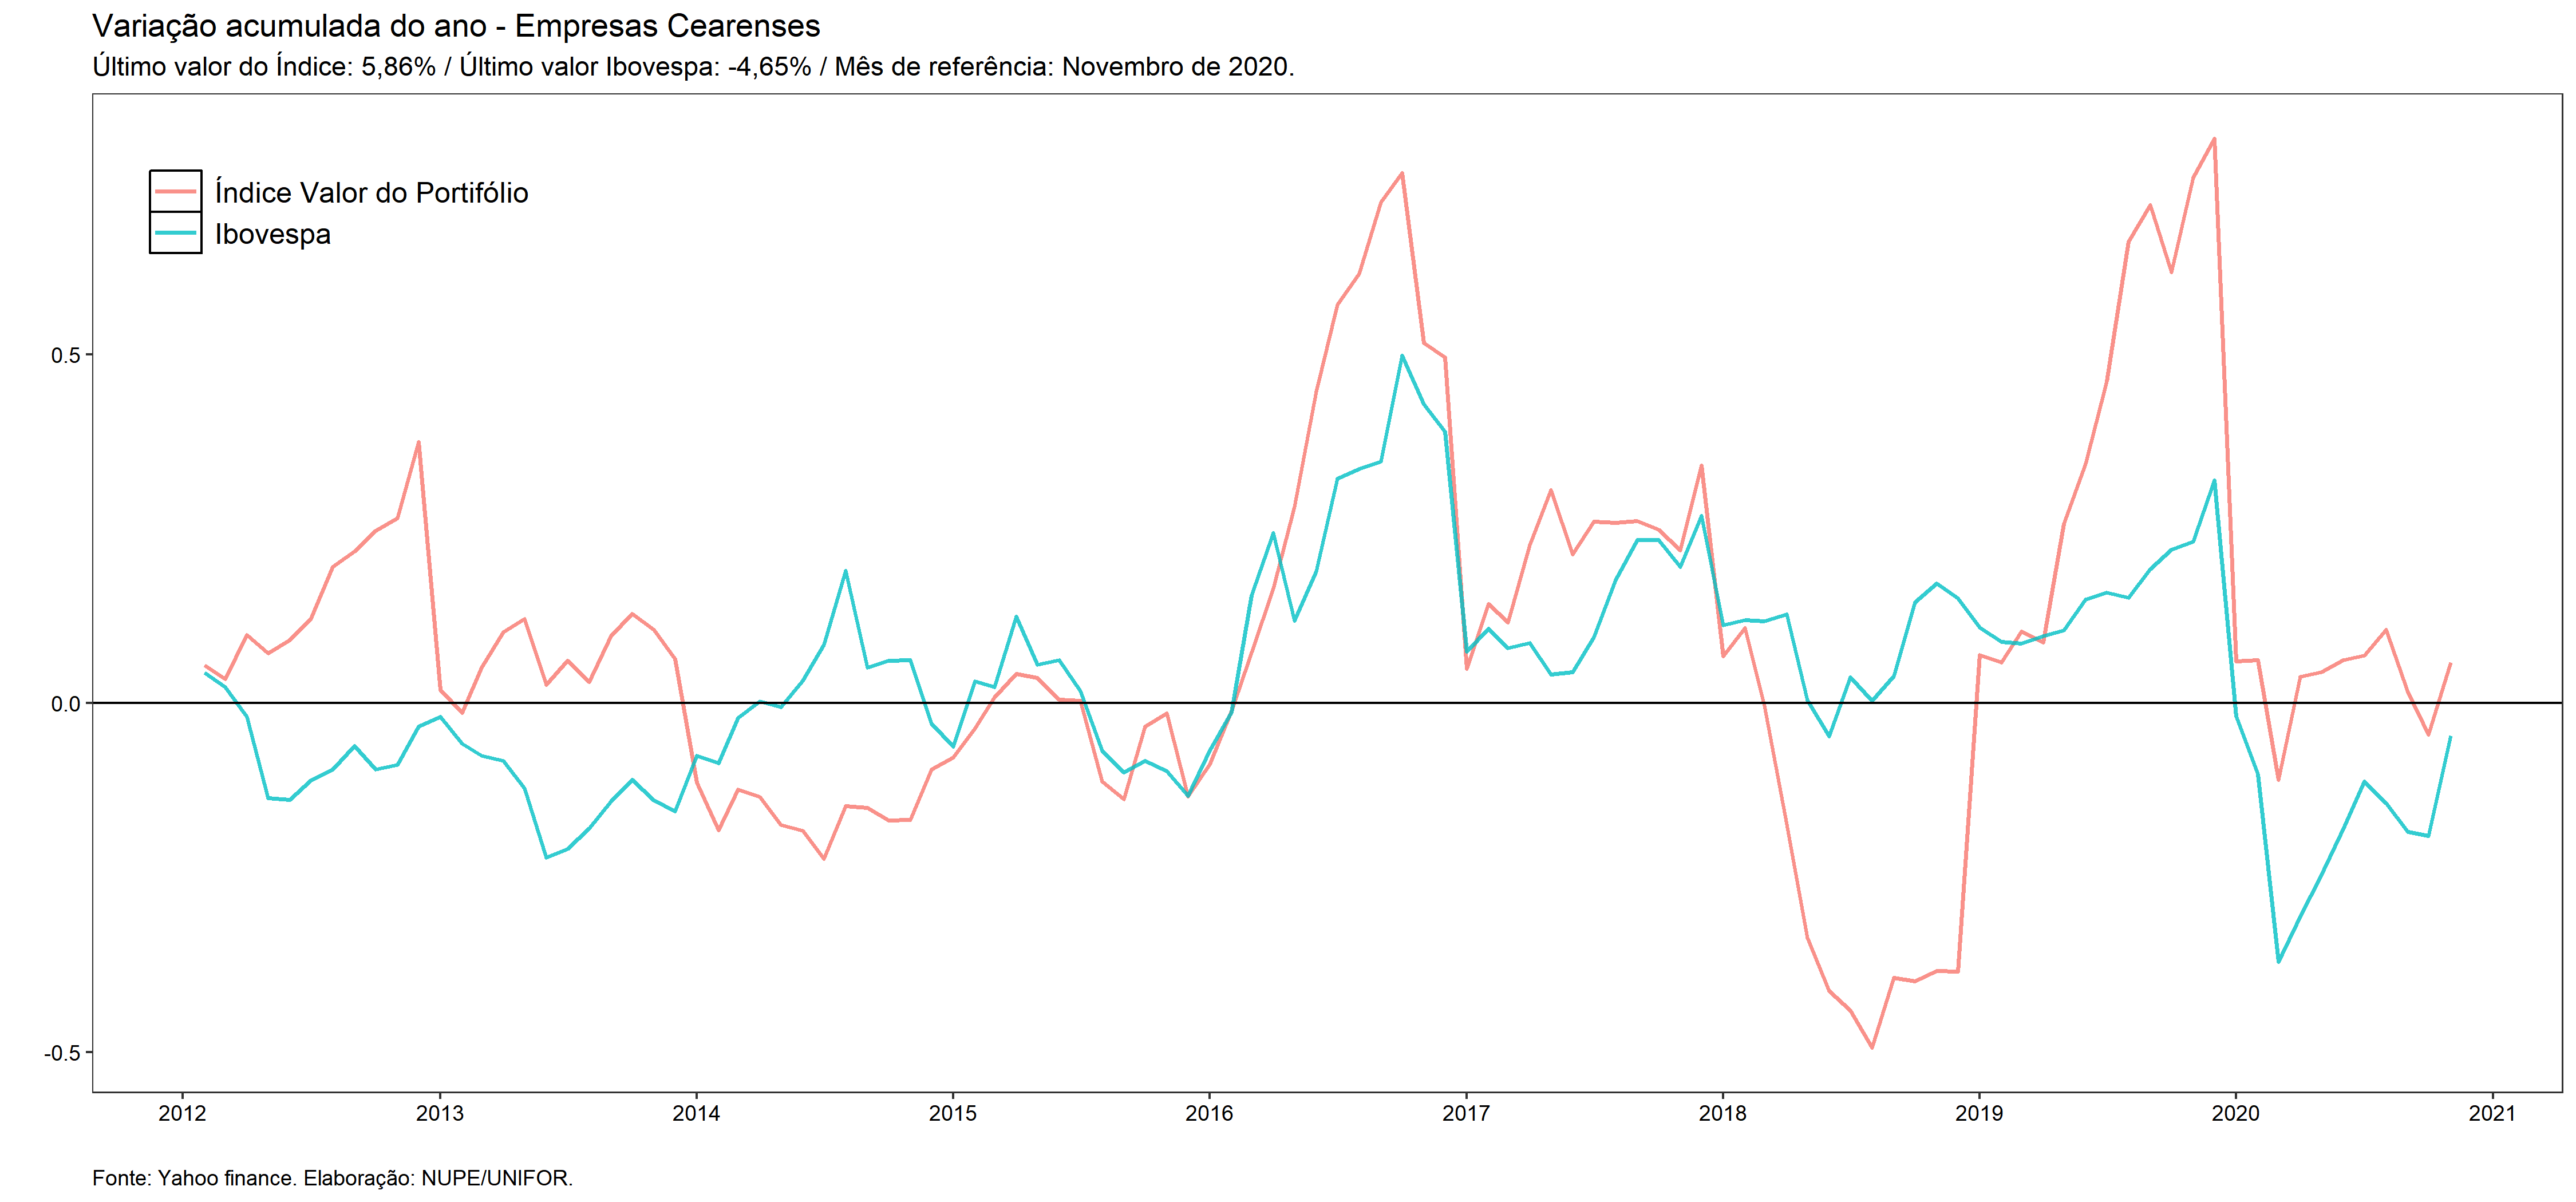 Variação acumulada do ano - Empresas Cearenses
Último valor do Índice: 5,86% / Último valor Ibovespa: -4,65% / Mês de referência: Novembro de 2020.
Índice Valor do Portifólio
Ibovespa
0.5
0.0
-0.5
2012 2013 2014 2015 2016 2017 2018 2019 2020 2021
Fonte: Yahoo finance. Elaboração: NUPE/UNIFOR.